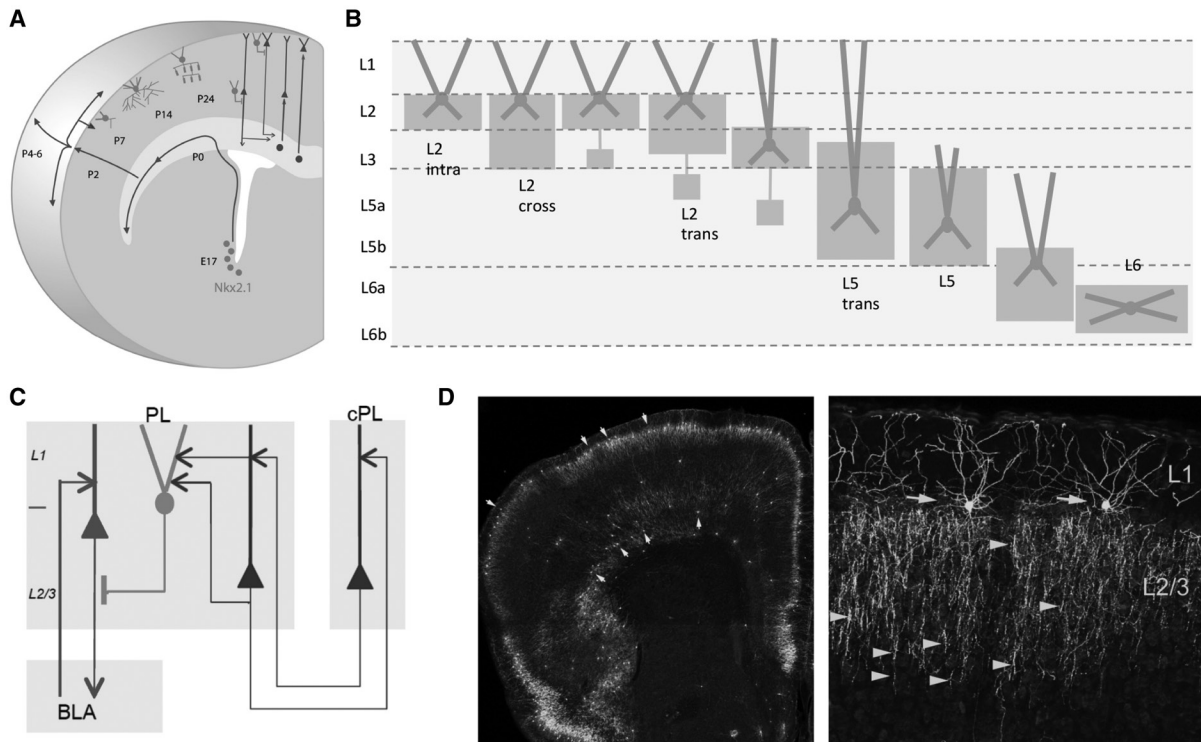 A
P4-6
P7
P14
P24
P2
P0
E17
Nkx2.1
B
L1
L2
L3
L5a
L5b
L6a
L6b
L2
intra
L2
cross
L2
trans
L5
trans
L5
L6
C
PL
cPL
L1
L2/3
BLA
D
L1
L2/3